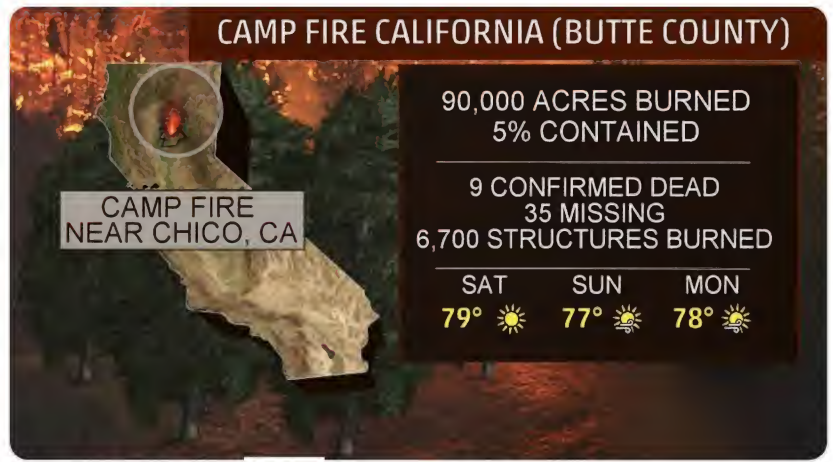 CAMP FIRE CALIFORNIA (BUTTE COUNTY)
90,000 ACRES BURNED
5% CONTAINED
9 CONFIRMED DEAD
35 MISSING
6,700 STRUCTURES BURNED
CAMP FIRE
NEAR CHICO, CA
SAT SUN MON
79° 77° 78°